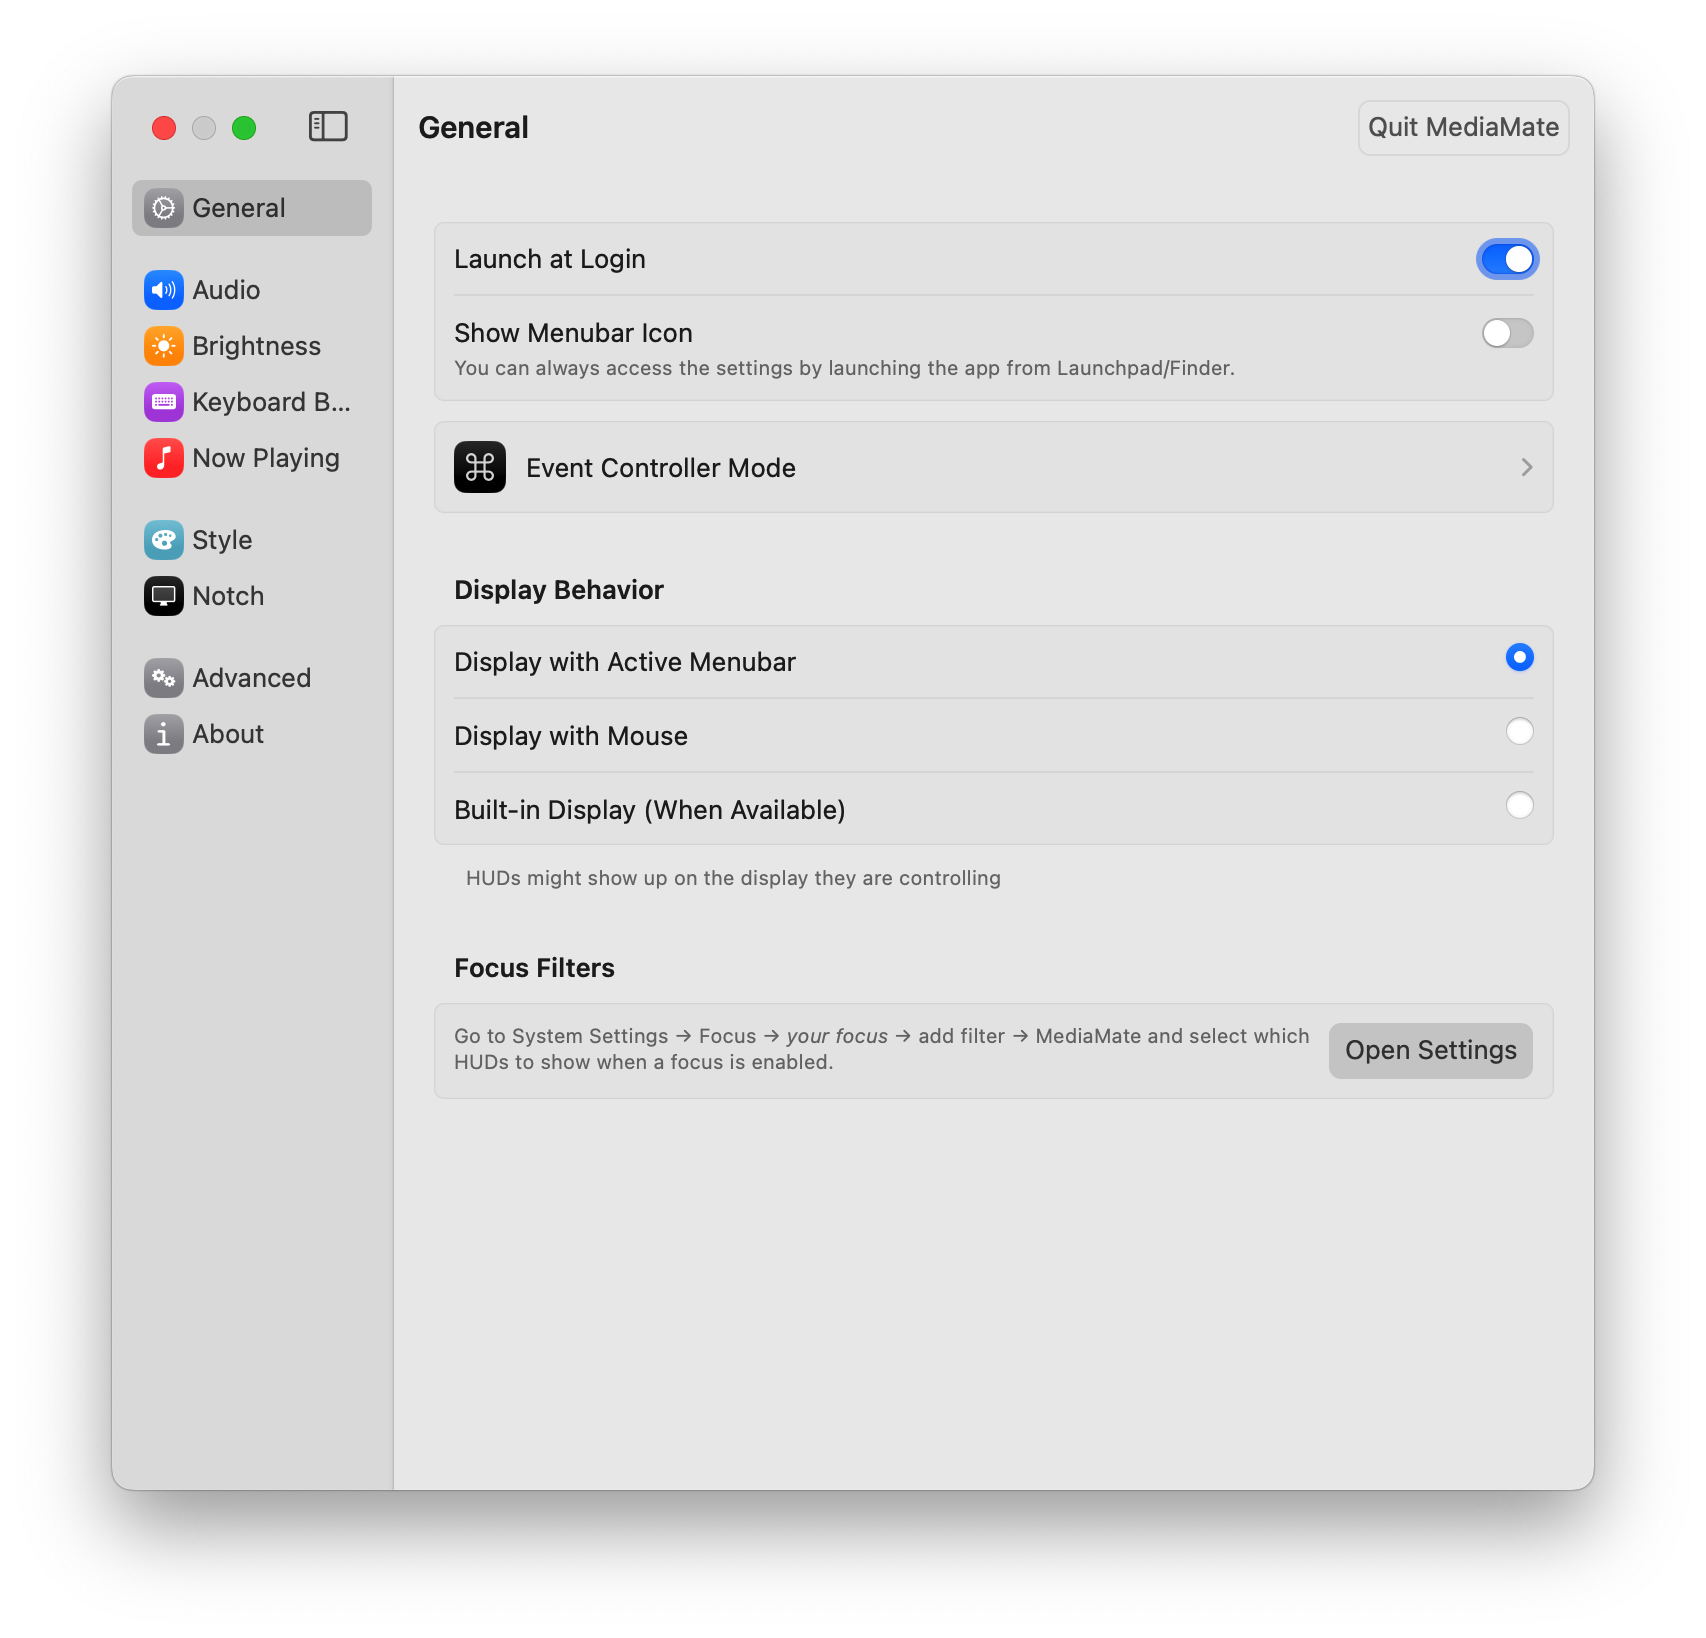 General
Quit MediaMate
General
Audio
Brightness
Keyboard B...
Now Playing
Style
Notch
Advanced
About
Launch at Login
Show Menubar Icon
You can always access the settings by launching the app from Launchpad/Finder.
Event Controller Mode
Display Behavior
Display with Active Menubar
Display with Mouse
Built-in Display (When Available)
HUDs might show up on the display they are controlling
Focus Filters
Go to System Settings → Focus → your focus → add filter → MediaMate and select which
HUDs to show when a focus is enabled.
Open Settings